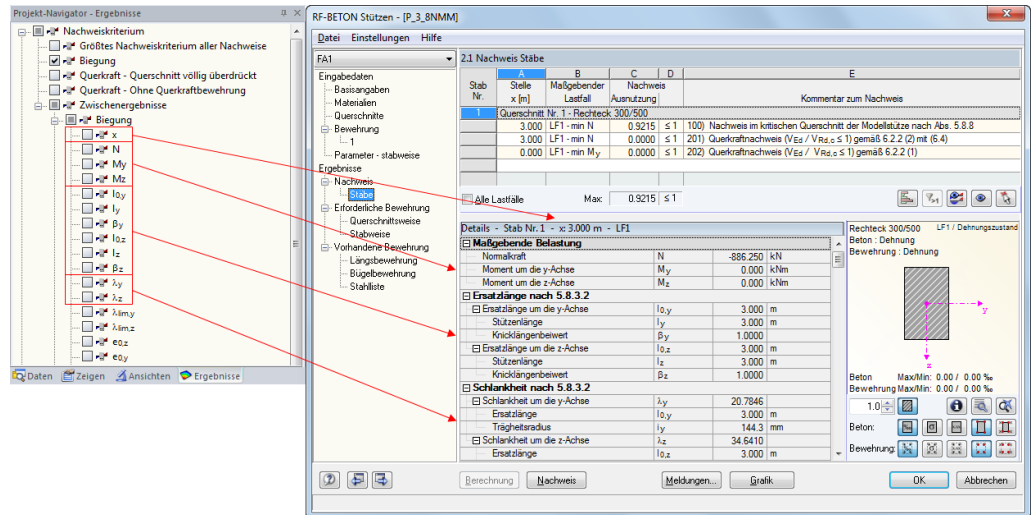 Projekt-Navigator - Ergebnisse
Nachweiskriterium
Größtes Nachweiskriterium aller Nachweise
Biegung
Querkraft - Querschnitt völlig überdrückt
Querkraft - Ohne Querkraftbewehrung
Zwischenergebnisse
Biegung
x
N
My
Mz
l0,y
ly
βy
l0,z
lz
βz
λy
λz
λlim,y
λlim,z
e0,z
e0,y
Daten Zeigen Ansichten Ergebnisse
RF-BETON Stützen - [P_3_8NMM]
Datei Einstellungen Hilfe
FA1
Eingabedaten
Basisangaben
Materialien
Querschnitte
Bewehrung
1
Parameter - stabweise
Ergebnisse
Nachweis
Stäbe
Erforderliche Bewehrung
Querschnittsweise
Stabweise
Vorhandene Bewehrung
Längsbewehrung
Bügelbewehrung
Stahlliste
2.1 Nachweis Stäbe
A B C D E
Stab Stelle Maßgebender Nachweis
Nr. x [m] Lastfall Ausnutzung Kommentar zum Nachweis
1 Querschnitt Nr. 1 - Rechteck 300/500
3.000 LF1 - min N 0.9215 ≤ 1 100) Nachweis im kritischen Querschnitt der Modellstütze nach Abs. 5.8.8
3.000 LF1 - min N 0.0000 ≤ 1 201) Querkraftnachweis (VEd / VRd,c ≤ 1) gemäß 6.2.2 (2) mit (6.4)
0.000 LF1 - min My 0.0000 ≤ 1 202) Querkraftnachweis (VEd / VRd,c ≤ 1) gemäß 6.2.2 (1)
Alle Lastfälle Max: 0.9215 ≤ 1
Details - Stab Nr. 1 - x: 3.000 m - LF1
Maßgebende Belastung
Normalkraft N -886.250 kN
Moment um die y-Achse My 0.000 kNm
Moment um die z-Achse Mz 0.000 kNm
Ersatzlänge nach 5.8.3.2
Ersatzlänge um die y-Achse l0,y 3.000 m
Stützenlänge ly 3.000 m
Knicklängenbeiwert βy 1.0000
Ersatzlänge um die z-Achse l0,z 3.000 m
Stützenlänge lz 3.000 m
Knicklängenbeiwert βz 1.0000
Schlankheit nach 5.8.3.2
Schlankheit um die y-Achse λy 20.7846
Ersatzlänge l0,y 3.000 m
Trägheitsradius iy 144.3 mm
Schlankheit um die z-Achse λz 34.6410
Ersatzlänge l0,z 3.000 m
Rechteck 300/500 LF1 / Dehnungszustand
Beton : Dehnung
Bewehrung : Dehnung
y
z
Beton Max/Min: 0.00 / 0.00 ‰
Bewehrung Max/Min: 0.00 / 0.00 ‰
1.0
Beton:
Bewehrung:
Berechnung Nachweis Meldungen... Grafik OK Abbrechen